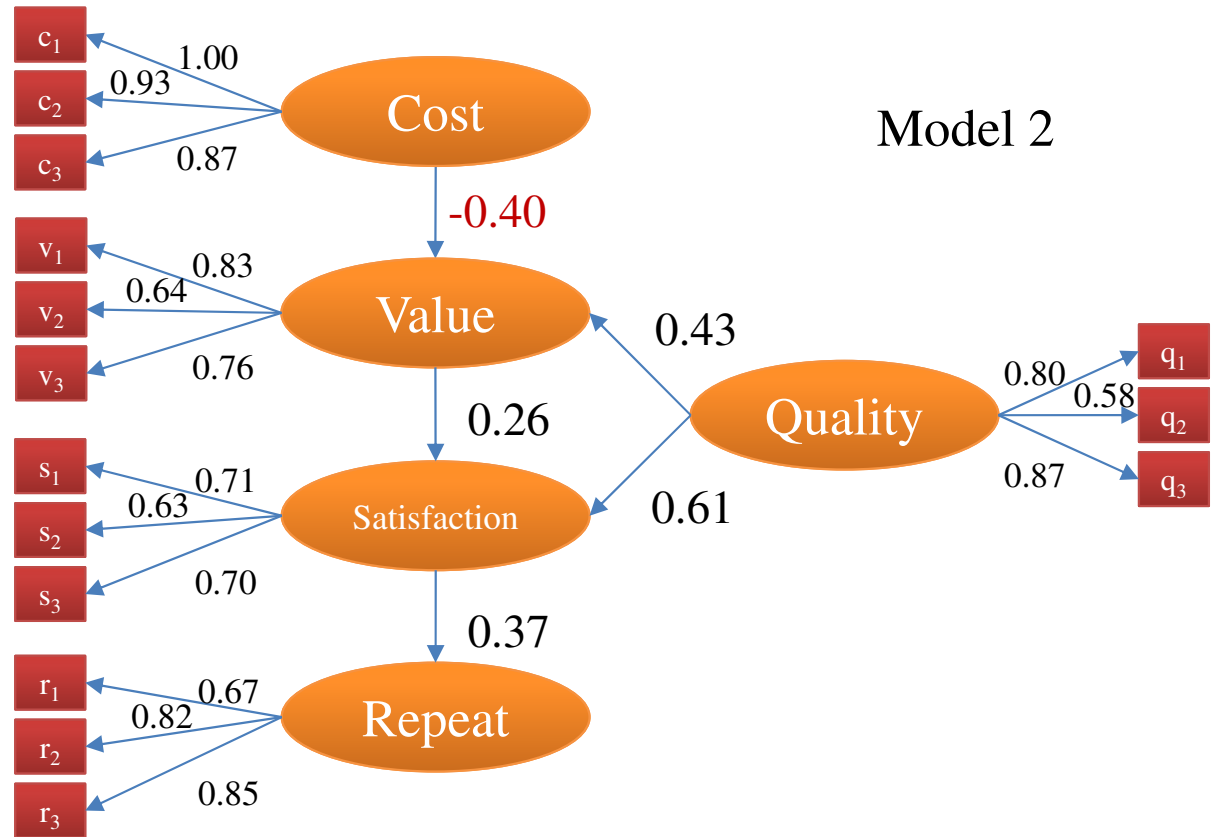 Model 2
c1
c2
c3
1.00
0.93
0.87
Cost
-0.40
v1
v2
v3
0.83
0.64
0.76
Value
0.43
0.26
Quality
0.61
q1
q2
q3
0.80
0.58
0.87
s1
s2
s3
0.71
0.63
0.70
Satisfaction
0.37
r1
r2
r3
0.67
0.82
0.85
Repeat